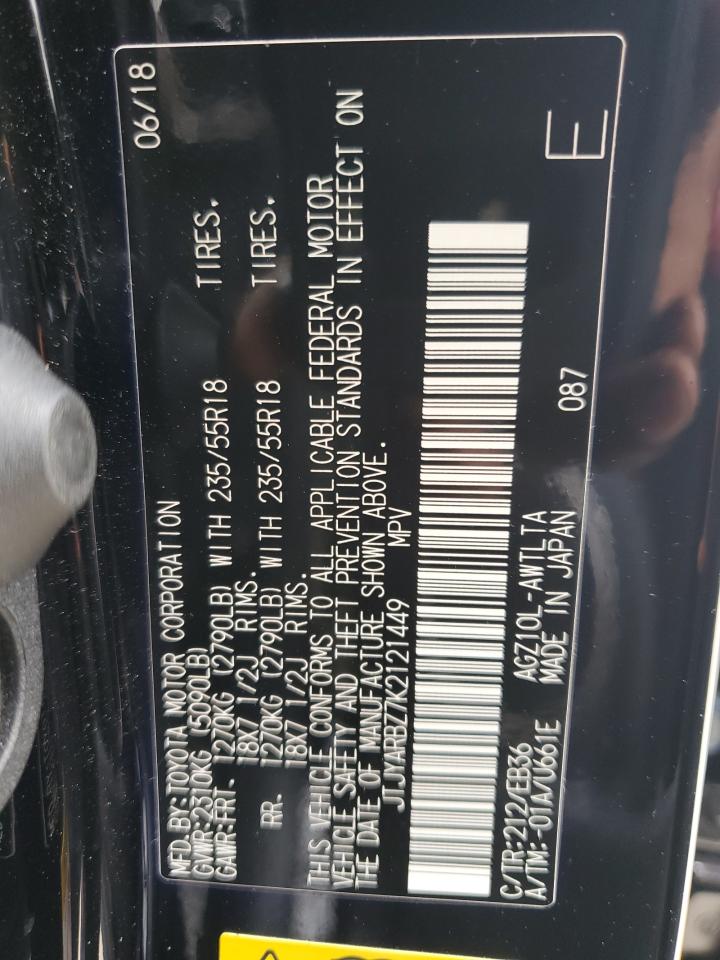 06/18
MFD.BY:TOYOTA MOTOR CORPORATION
GVWR:2310KG (5090LB)
GAWR:FRT. 1270KG (2790LB) WITH 235/55R18 TIRES.
18X7 1/2J RIMS.
RR. 1270KG (2790LB) WITH 235/55R18 TIRES.
18X7 1/2J RIMS.
THIS VEHICLE CONFORMS TO ALL APPLICABLE FEDERAL MOTOR
VEHICLE SAFETY AND THEFT PREVENTION STANDARDS IN EFFECT ON
THE DATE OF MANUFACTURE SHOWN ABOVE.
JTJYARBZ7K2121449 MPV
C/TR:212/EB36 AGZ10L-AWTLTA 087
A/TM:-01A/U661E MADE IN JAPAN E